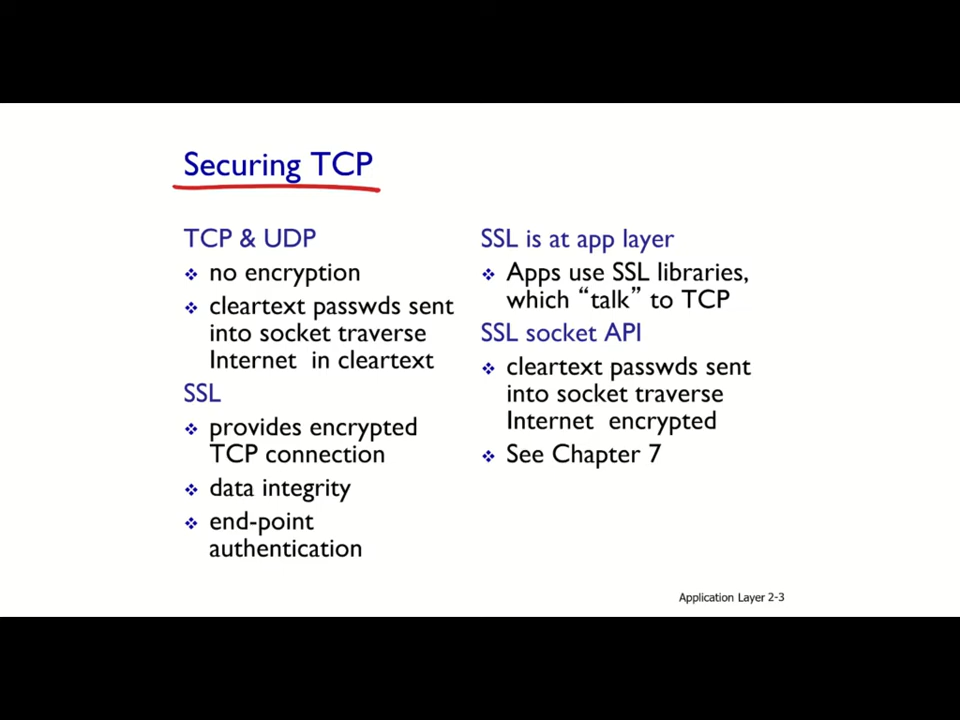 Securing TCP
TCP & UDP
❖ no encryption
❖ cleartext passwds sent
into socket traverse
Internet in cleartext
SSL
❖ provides encrypted
TCP connection
❖ data integrity
❖ end-point
authentication
SSL is at app layer
❖ Apps use SSL libraries,
which “talk” to TCP
SSL socket API
❖ cleartext passwds sent
into socket traverse
Internet encrypted
❖ See Chapter 7
Application Layer 2-3